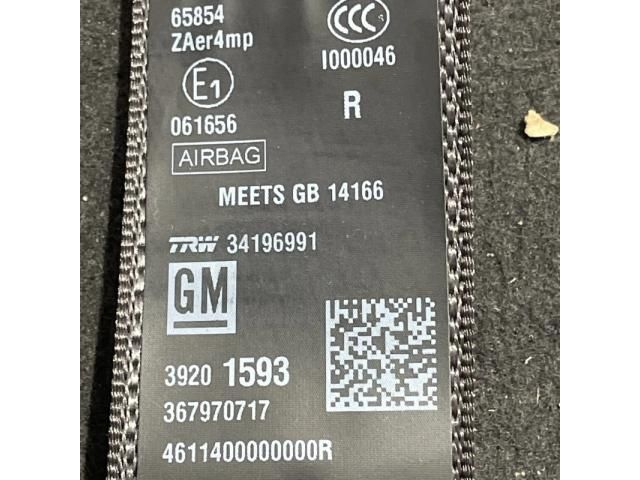 65854
ZAer4mp
CCC
I000046
E1
061656
R
AIRBAG
MEETS GB 14166
TRW 34196991
GM
3920 1593
367970717
4611400000000R